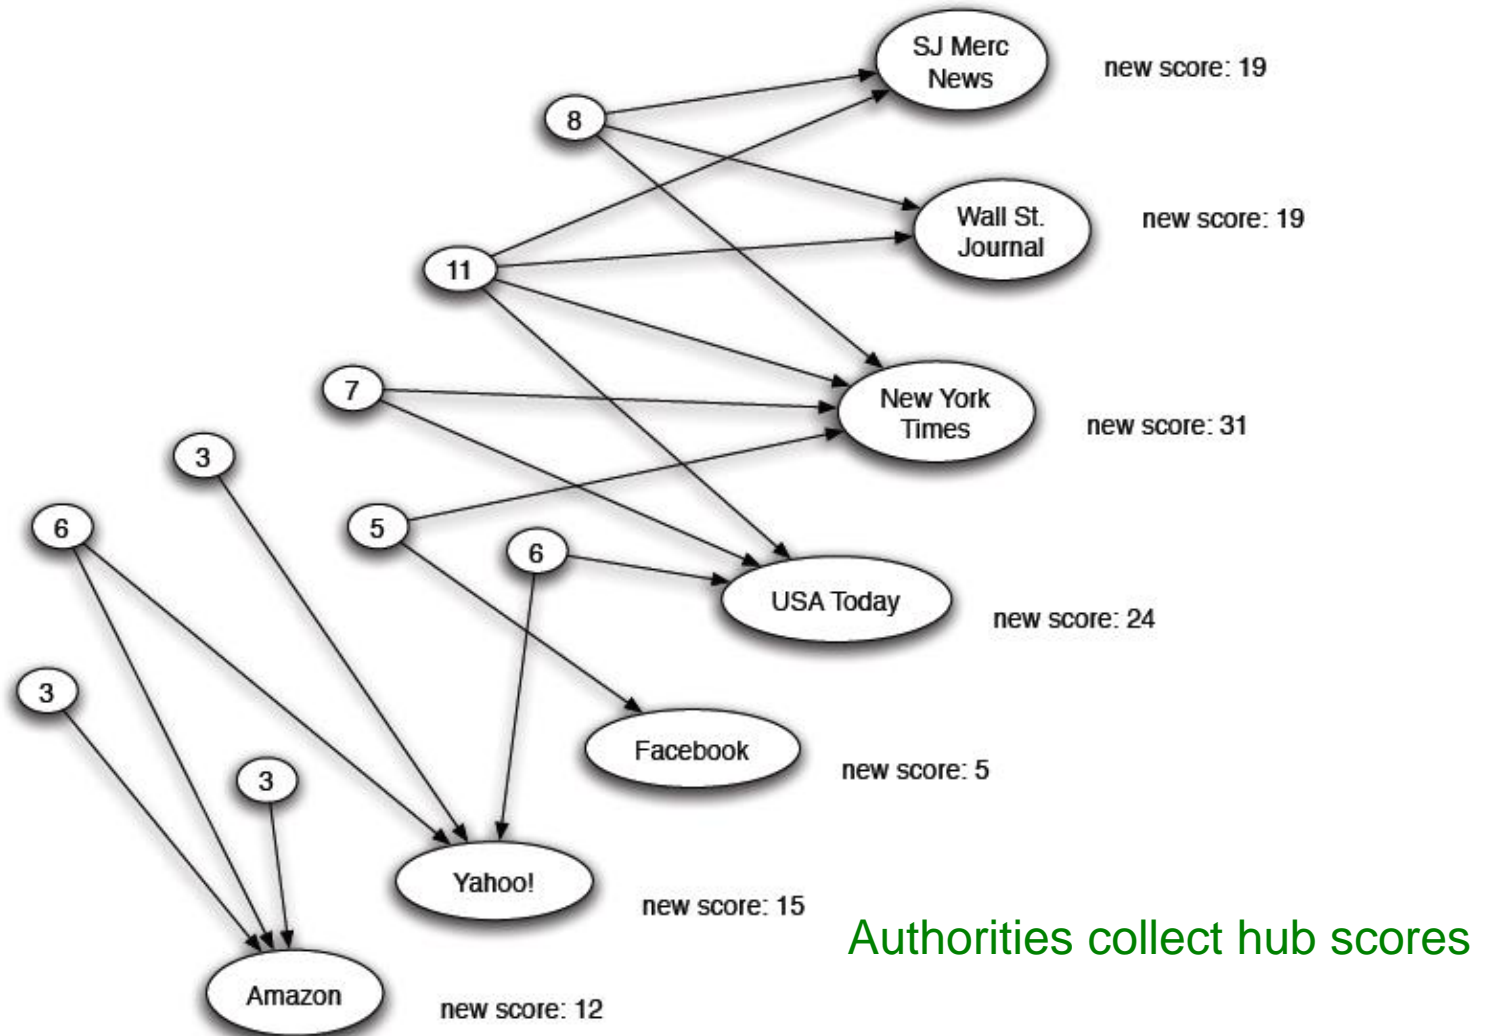 SJ Merc
News
new score: 19
8
Wall St.
Journal
new score: 19
11
New York
Times
new score: 31
7
3
5
6
6
USA Today
new score: 24
3
Facebook
new score: 5
3
Yahoo!
new score: 15
Authorities collect hub scores
Amazon
new score: 12